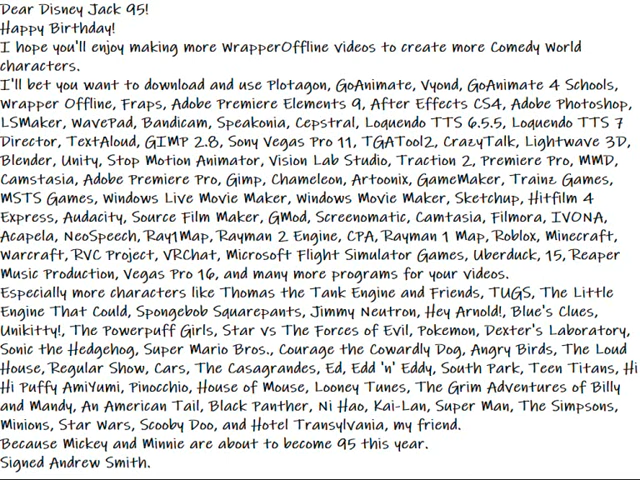 Dear Disney Jack 95!
Happy Birthday!
I hope you'll enjoy making more WrapperOffline videos to create more Comedy World
characters.
I'll bet you want to download and use Plotagon, GoAnimate, Vyond, GoAnimate 4 Schools,
Wrapper Offline, Fraps, Adobe Premiere Elements 9, After Effects CS4, Adobe Photoshop,
LSMaker, WavePad, Bandicam, Speakonia, Cepstral, Loquendo TTS 6.5.5, Loquendo TTS 7
Director, TextAloud, GIMP 2.8, Sony Vegas Pro 11, TGATool2, CrazyTalk, Lightwave 3D,
Blender, Unity, Stop Motion Animator, Vision Lab Studio, Traction 2, Premiere Pro, MMD,
Camstasia, Adobe Premiere Pro, Gimp, Chameleon, Artoonix, GameMaker, Trainz Games,
MSTS Games, Windows Live Movie Maker, Windows Movie Maker, Sketchup, Hitfilm 4
Express, Audacity, Source Film Maker, GMod, Screenomatic, Camtasia, Filmora, IVONA,
Acapela, NeoSpeech, Ray1Map, Rayman 2 Engine, CPA, Rayman 1 Map, Roblox, Minecraft,
Warcraft, RVC Project, VRChat, Microsoft Flight Simulator Games, Uberduck, 15, Reaper
Music Production, Vegas Pro 16, and many more programs for your videos.
Especially more characters like Thomas the Tank Engine and Friends, TUGS, The Little
Engine That Could, Spongebob Squarepants, Jimmy Neutron, Hey Arnold!, Blue's Clues,
Unikitty!, The Powerpuff Girls, Star vs The Forces of Evil, Pokemon, Dexter's Laboratory,
Sonic the Hedgehog, Super Mario Bros., Courage the Cowardly Dog, Angry Birds, The Loud
House, Regular Show, Cars, The Casagrandes, Ed, Edd 'n' Eddy, South Park, Teen Titans, Hi
Hi Puffy AmiYumi, Pinocchio, House of Mouse, Looney Tunes, The Grim Adventures of Billy
and Mandy, An American Tail, Black Panther, Ni Hao, Kai-Lan, Super Man, The Simpsons,
Minions, Star Wars, Scooby Doo, and Hotel Transylvania, my friend.
Because Mickey and Minnie are about to become 95 this year.
Signed Andrew Smith.